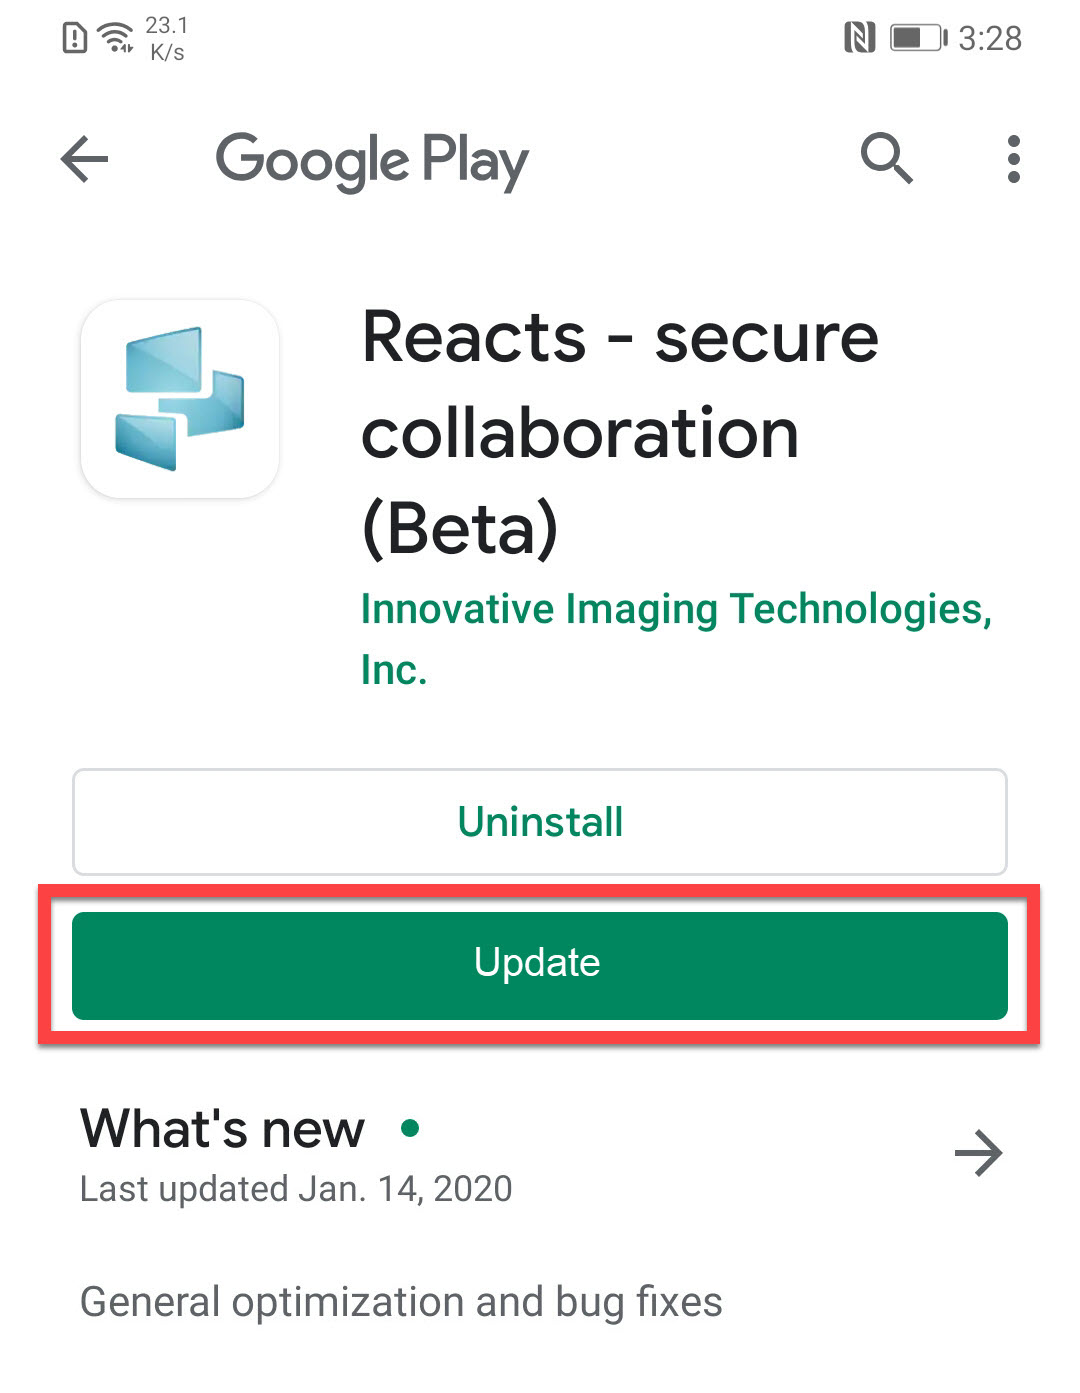 23.1
K/s
3:28
Google Play
Reacts - secure
collaboration
(Beta)
Innovative Imaging Technologies,
Inc.
Uninstall
Update
What's new
Last updated Jan. 14, 2020
General optimization and bug fixes